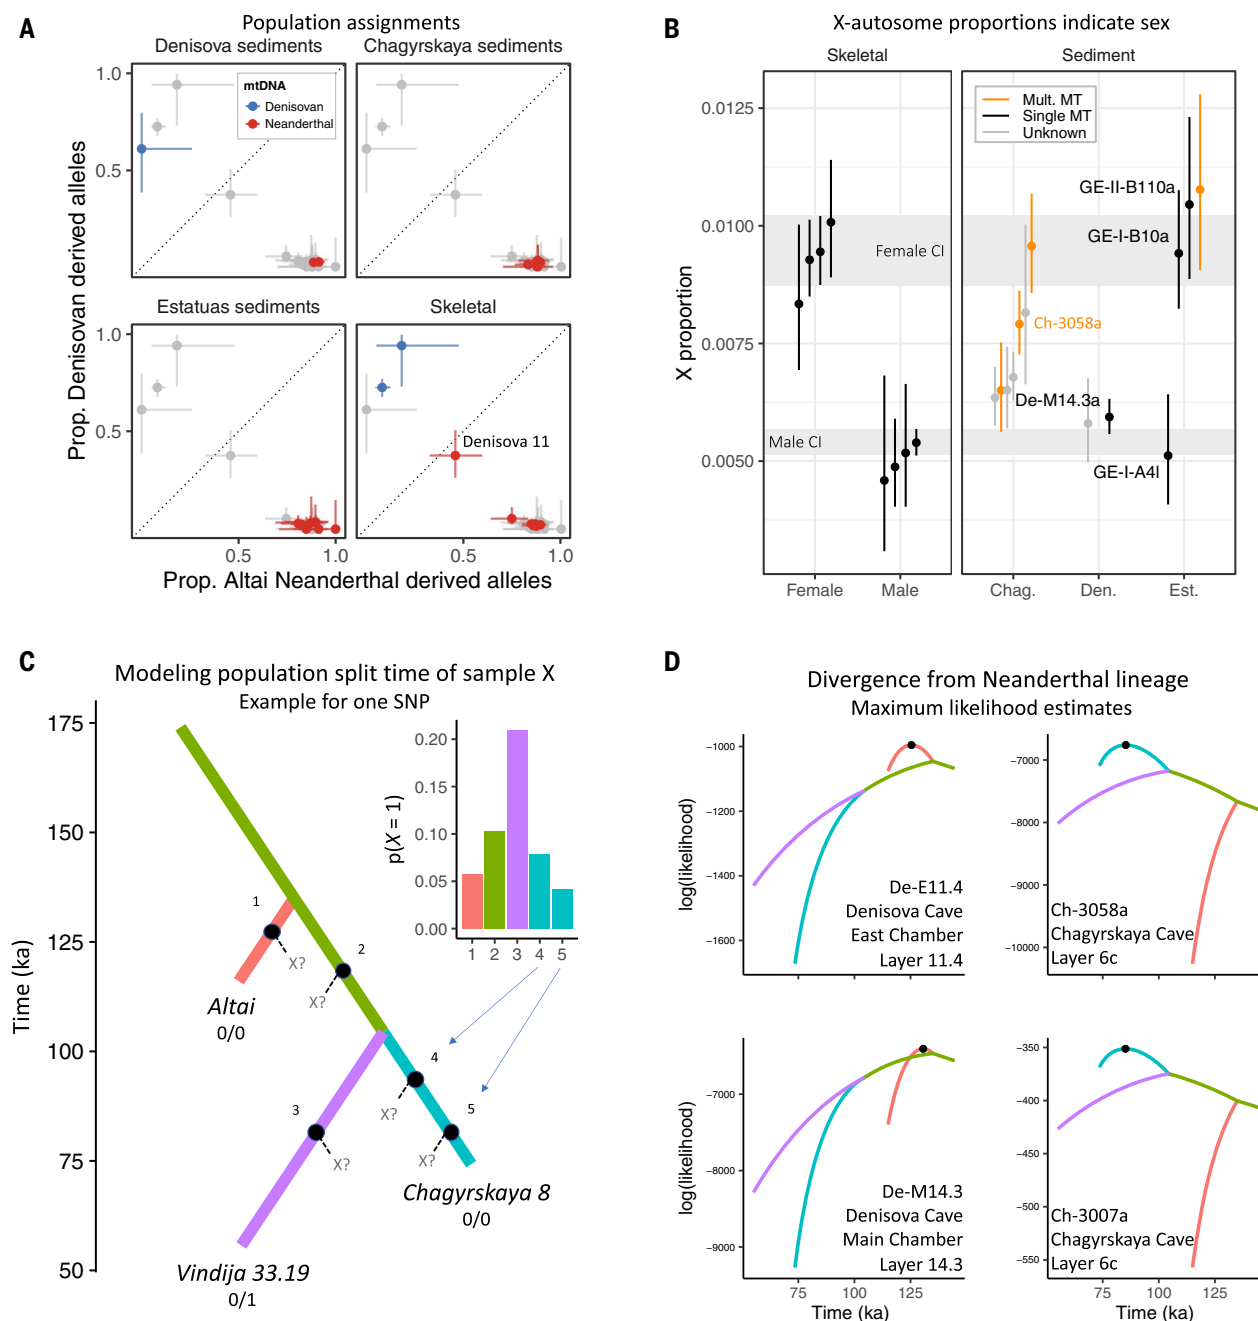 A
Population assignments
Denisova sediments
Chagyrskaya sediments
mtDNA
Denisovan
Neanderthal
1.0
0.5
Estatuas sediments
Skeletal
Denisova 11
1.0
0.5
0.5
1.0
0.5
1.0
Prop. Denisovan derived alleles
Prop. Altai Neanderthal derived alleles
B
X-autosome proportions indicate sex
Skeletal
Sediment
Mult. MT
Single MT
Unknown
0.0125
0.0100
0.0075
0.0050
X proportion
GE-II-B110a
GE-I-B10a
Female CI
Ch-3058a
De-M14.3a
Male CI
GE-I-A4l
Female
Male
Chag.
Den.
Est.
C
Modeling population split time of sample X
Example for one SNP
175
150
125
100
75
50
Time (ka)
0.20
0.15
0.10
0.05
0.00
p(X = 1)
1
2
3
4
5
1
X?
2
X?
Altai
0/0
4
X?
3
X?
5
X?
Chagyrskaya 8
0/0
Vindija 33.19
0/1
D
Divergence from Neanderthal lineage
Maximum likelihood estimates
−1000
−1200
−1400
−1600
log(likelihood)
De-E11.4
Denisova Cave
East Chamber
Layer 11.4
−7000
−8000
−9000
−10000
Ch-3058a
Chagyrskaya Cave
Layer 6c
−7000
−8000
−9000
log(likelihood)
De-M14.3
Denisova Cave
Main Chamber
Layer 14.3
75
100
125
Time (ka)
−350
−400
−450
−500
−550
Ch-3007a
Chagyrskaya Cave
Layer 6c
75
100
125
Time (ka)